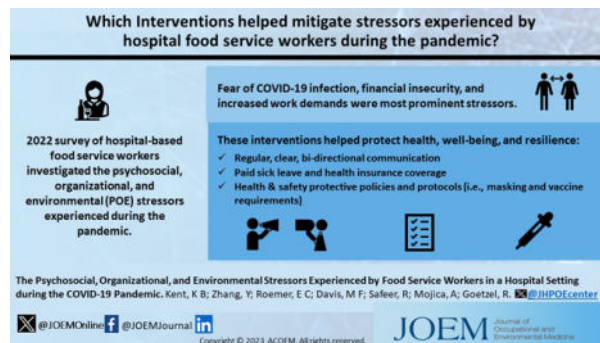 Which Interventions helped mitigate stressors experienced by
hospital food service workers during the pandemic?
2022 survey of hospital-based
food service workers
investigated the psychosocial,
organizational, and
environmental (POE) stressors
experienced during the
pandemic.
Fear of COVID-19 infection, financial insecurity, and
increased work demands were most prominent stressors.
These interventions helped protect health, well-being, and resilience:
✓ Regular, clear, bi-directional communication
✓ Paid sick leave and health insurance coverage
✓ Health & safety protective policies and protocols (i.e., masking and vaccine
requirements)
The Psychosocial, Organizational, and Environmental Stressors Experienced by Food Service Workers in a Hospital Setting
during the COVID-19 Pandemic. Kent, K B; Zhang, Y; Roemer, E C; Davis, M F; Safeer, R; Mojica, A; Goetzel, R. @JHPOEcenter
@JOEMOnline @JOEMJournal
Copyright © 2023 ACOEM. All rights reserved.
JOEM Journal of
Occupational and
Environmental Medicine